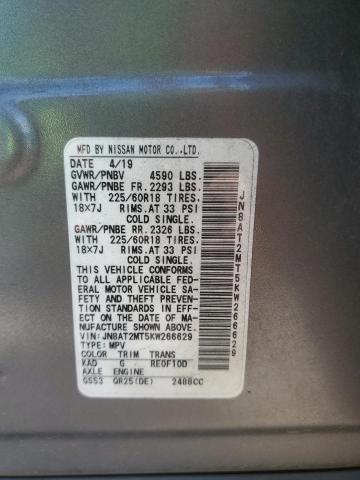 MFD BY NISSAN MOTOR CO.,LTD.
DATE 4/19
GVWR/PNBV 4590 LBS.
GAWR/PNBE FR. 2293 LBS.
WITH 225/60R18 TIRES.
18×7J RIMS.AT 33 PSI
COLD SINGLE.
GAWR/PNBE RR. 2326 LBS.
WITH 225/60R18 TIRES.
18×7J RIMS.AT 33 PSI
COLD SINGLE.
THIS VEHICLE CONFORMS
TO ALL APPLICABLE FED-
ERAL MOTOR VEHICLE SA-
FETY AND THEFT PREVENTION
STANDARDS IN EFF-
ECT ON THE DATE OF MA-
NUFACTURE SHOWN ABOVE.
VIN: JN8AT2MT5KW266629
TYPE: MPV
COLOR TRIM TRANS
KAD G RE0F10D
AXLE ENGINE
GS53 QR25(DE) 2488CC
JN8AT2MT5KW266629